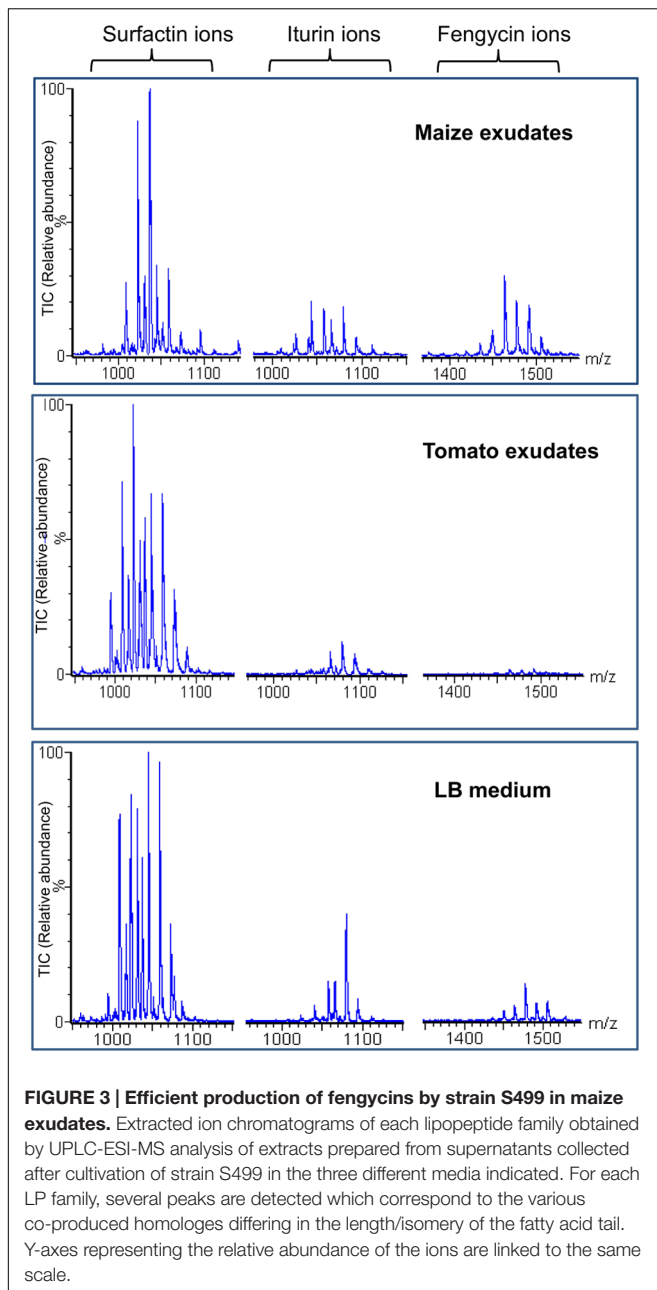 Surfactin ions Iturin ions Fengycin ions
Maize exudates
100
%
0
TIC (Relative abundance)
1000 1100 1000 1100 1400 1500 m/z
Tomato exudates
100
%
0
TIC (Relative abundance)
1000 1100 1000 1100 1400 1500 m/z
LB medium
100
%
0
TIC (Relative abundance)
1000 1100 1000 1100 1400 1500 m/z
FIGURE 3 | Efficient production of fengycins by strain S499 in maize
exudates. Extracted ion chromatograms of each lipopeptide family obtained
by UPLC-ESI-MS analysis of extracts prepared from supernatants collected
after cultivation of strain S499 in the three different media indicated. For each
LP family, several peaks are detected which correspond to the various
co-produced homologes differing in the length/isomery of the fatty acid tail.
Y-axes representing the relative abundance of the ions are linked to the same
scale.